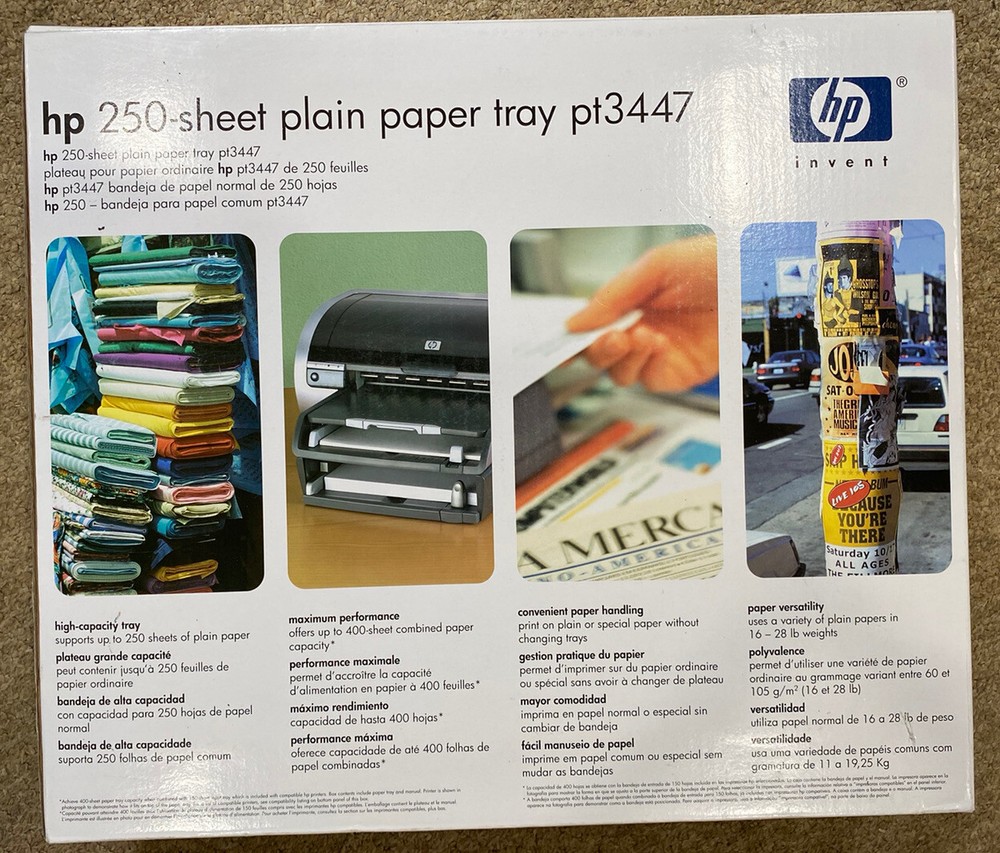 hp 250-sheet plain paper tray pt3447
hp 250-sheet plain paper tray pt3447
plateau pour papier ordinaire hp pt3447 de 250 feuilles
hp pt3447 bandeja de papel normal de 250 hojas
hp 250 – bandeja para papel comum pt3447
hp ®
invent
hp
A MERCA
O-AMERICA
JO
SAT·O
AMERI
MUSIC
LIVE 105
BUM
AUSE
YOU'RE
THERE
Saturday 10/
ALL AGES
high-capacity tray
supports up to 250 sheets of plain paper
plateau grande capacité
peut contenir jusqu'à 250 feuilles de
papier ordinaire
bandeja de alta capacidad
con capacidad para 250 hojas de papel
normal
bandeja de alta capacidade
suporta 250 folhas de papel comum
maximum performance
offers up to 400-sheet combined paper
capacity*
performance maximale
permet d'accroître la capacité
d'alimentation en papier à 400 feuilles*
máximo rendimiento
capacidad de hasta 400 hojas*
performance máxima
oferece capacidade de até 400 folhas de
papel combinadas*
convenient paper handling
print on plain or special paper without
changing trays
gestion pratique du papier
permet d'imprimer sur du papier ordinaire
ou spécial sans avoir à changer de plateau
mayor comodidad
imprima en papel normal o especial sin
cambiar de bandeja
fácil manuseio de papel
imprime em papel comum ou especial sem
mudar as bandejas
paper versatility
uses a variety of plain papers in
16 – 28 lb weights
polyvalence
permet d'utiliser une variété de papier
ordinaire au grammage variant entre 60 et
105 g/m² (16 et 28 lb)
versatilidad
utiliza papel normal de 16 a 28 lb de peso
versatilidade
usa uma variedade de papéis comuns com
gramatura de 11 a 19,25 Kg